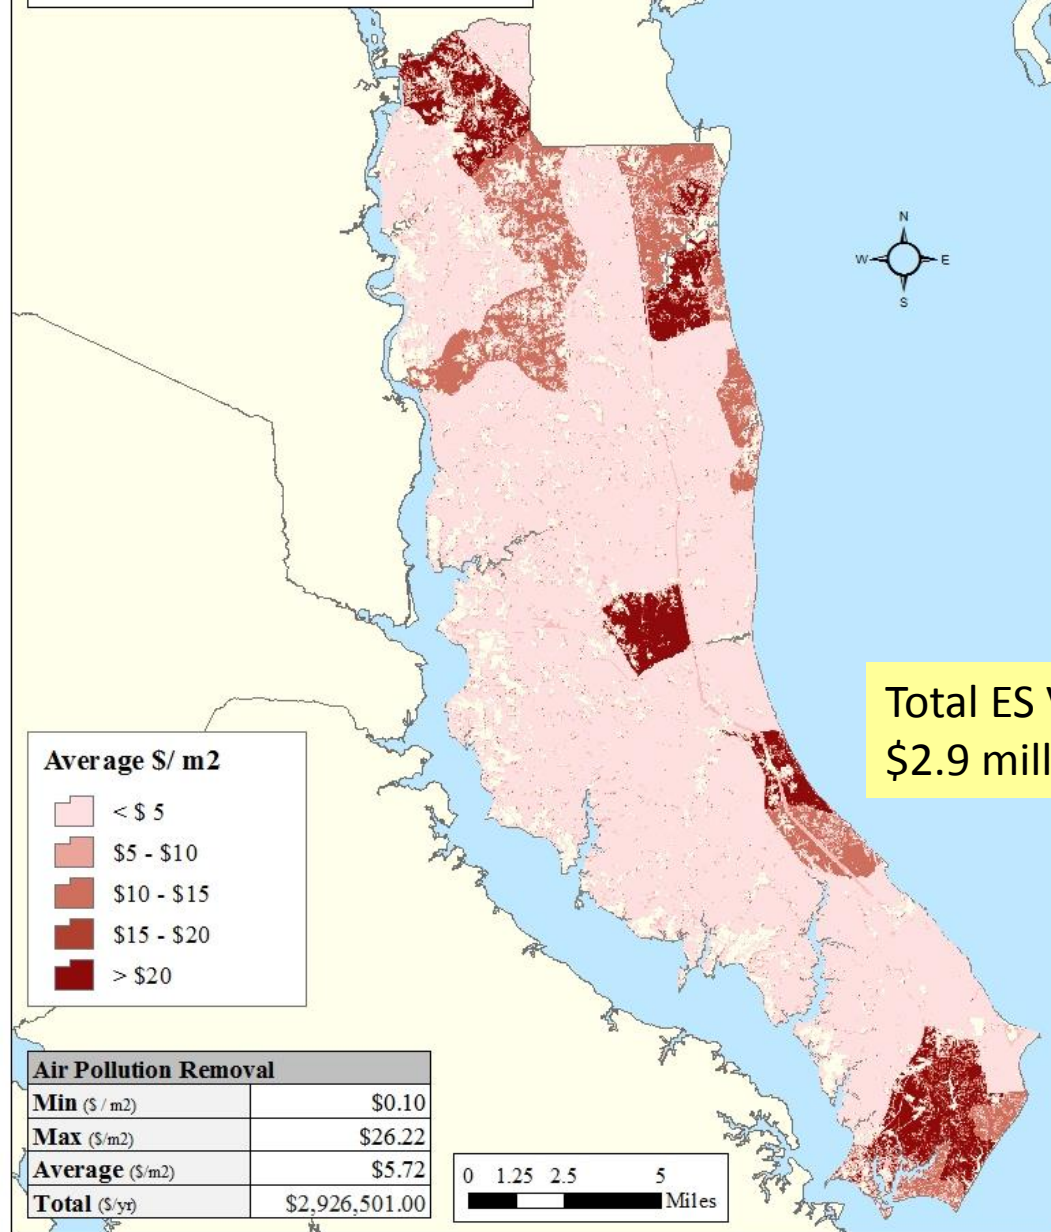 N
W E
S
Total ES
$2.9 mill
Average $/ m2
< $ 5
$5 - $10
$10 - $15
$15 - $20
> $20
Air Pollution Removal
Min ($ / m2) $0.10
Max ($/m2) $26.22
Average ($/m2) $5.72
Total ($/yr) $2,926,501.00
0 1.25 2.5 5
Miles